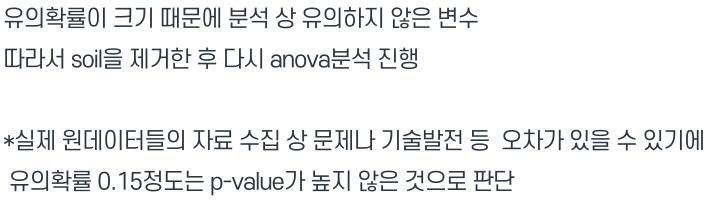 유의확률이 크기 때문에 분석 상 유의하지 않은 변수
따라서 soil을 제거한 후 다시 anova분석 진행
*실제 원데이터들의 자료 수집 상 문제나 기술발전 등 오차가 있을 수 있기에
유의확률 0.15정도는 p-value가 높지 않은 것으로 판단